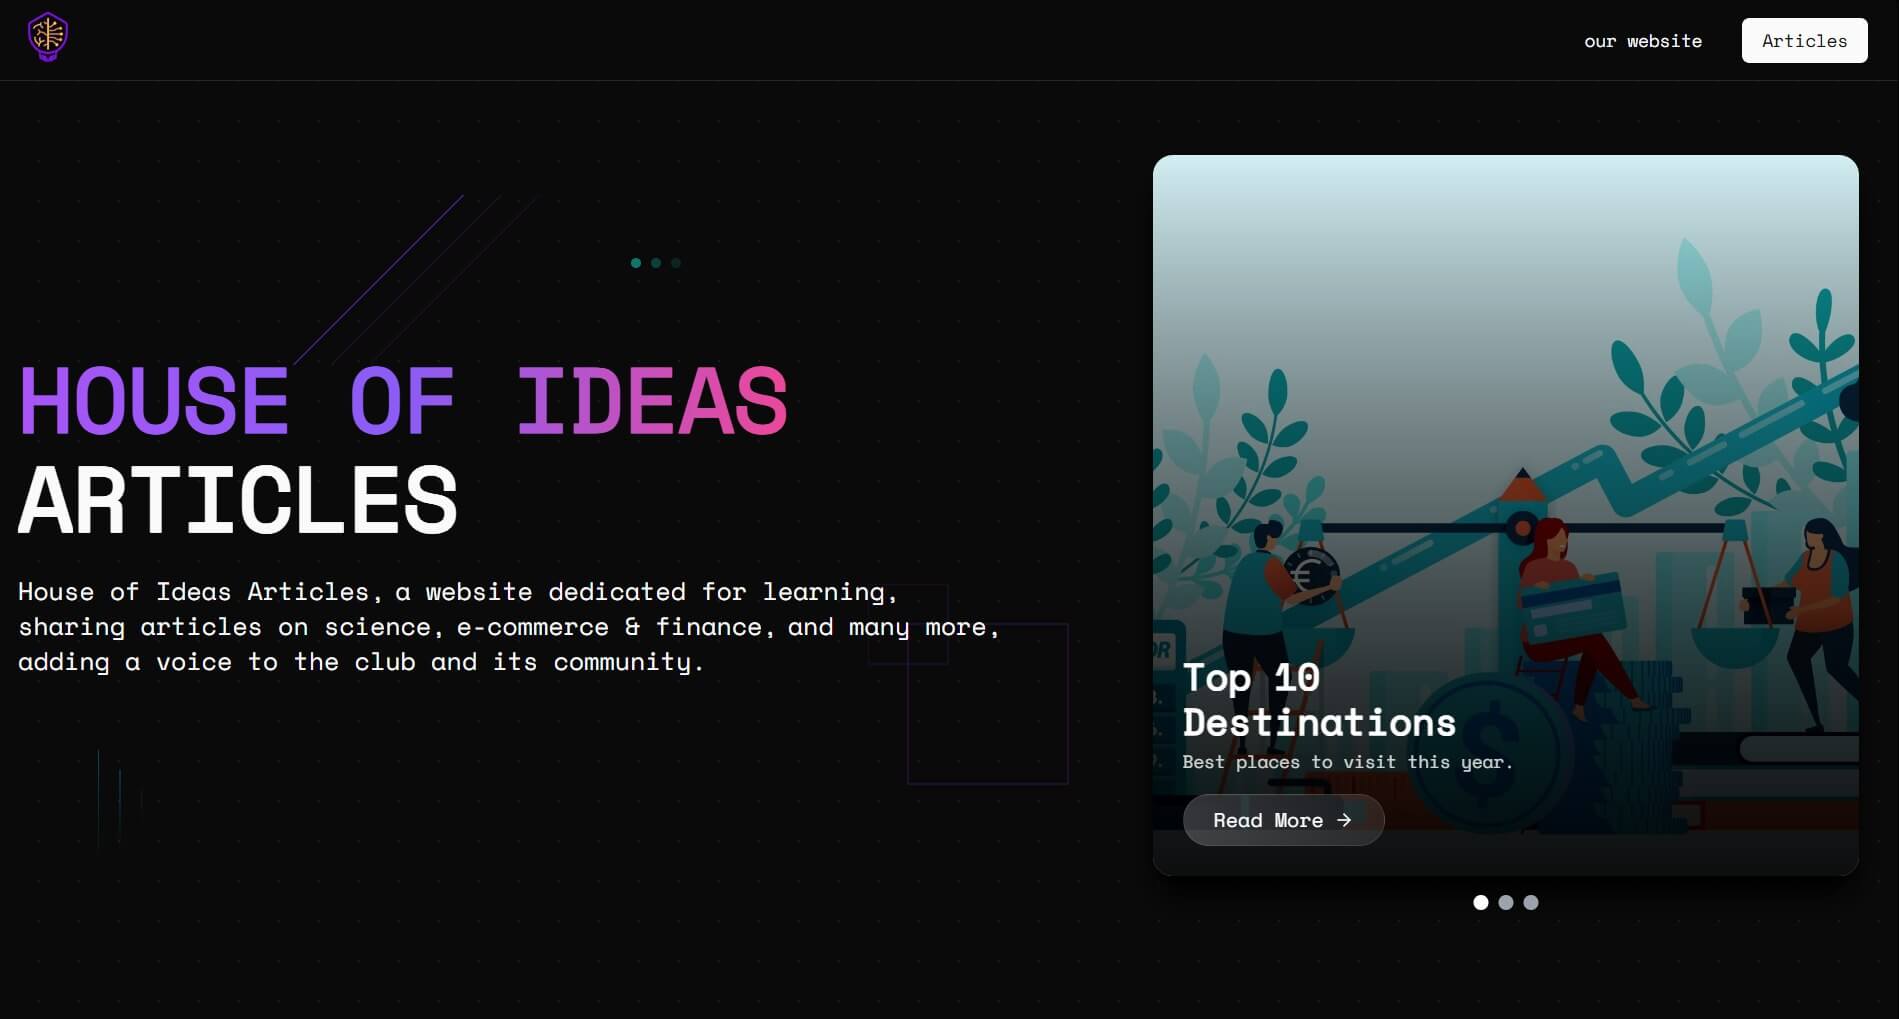 our website
Articles
HOUSE OF IDEAS
ARTICLES
House of Ideas Articles, a website dedicated for learning,
sharing articles on science, e-commerce & finance, and many more,
adding a voice to the club and its community.
€
$
Top 10
Destinations
Best places to visit this year.
Read More →